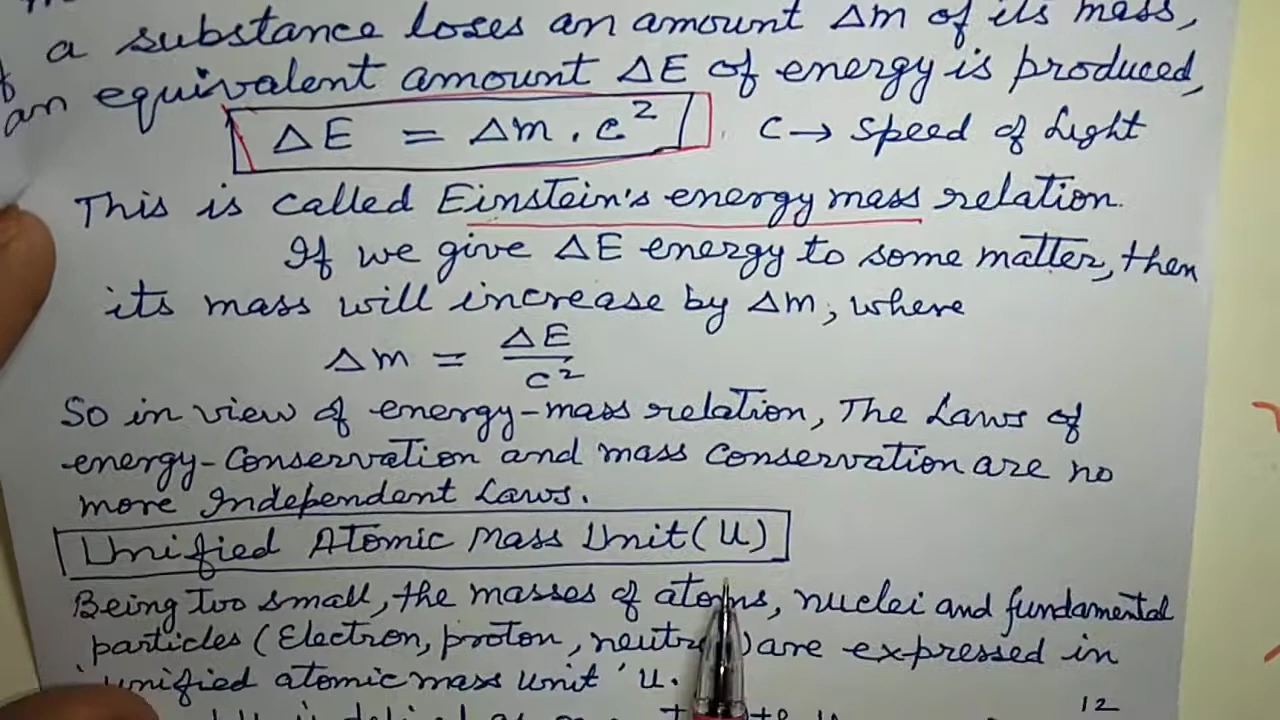 a substance loses an amount Δm of its mass,
an equivalent amount ΔE of energy is produced,
ΔE = Δm . c² c → Speed of Light
This is called Einstein's energy mass relation.
If we give ΔE energy to some matter, then
its mass will increase by Δm, where
Δm = ΔE/c²
So in view of energy-mass relation, The Laws of
energy-Conservation and mass Conservation are no
more Independent Laws.
Unified Atomic Mass Unit(U)
Being Too small, the masses of atoms, nuclei and fundamental
particles (Electron, proton, neutron) are expressed in
unified atomic mass unit 'U.
12